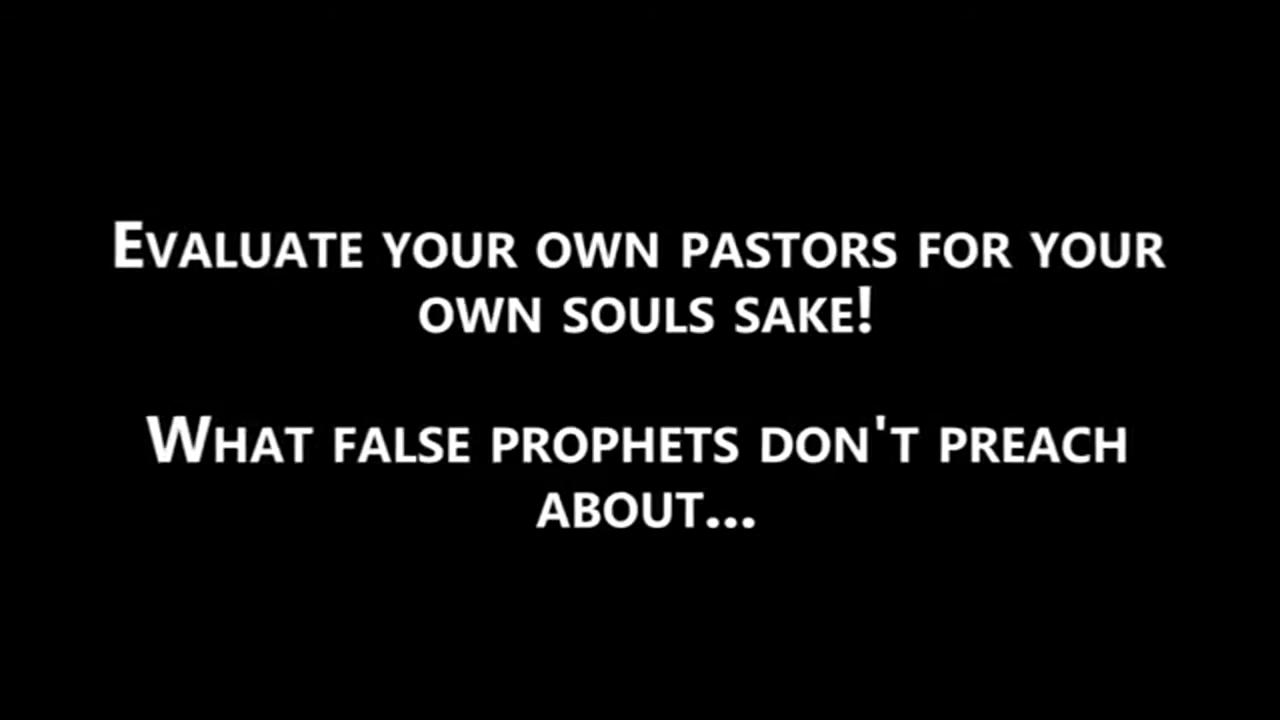 Evaluate your own pastors for your
own souls sake!
What false prophets don't preach
about...